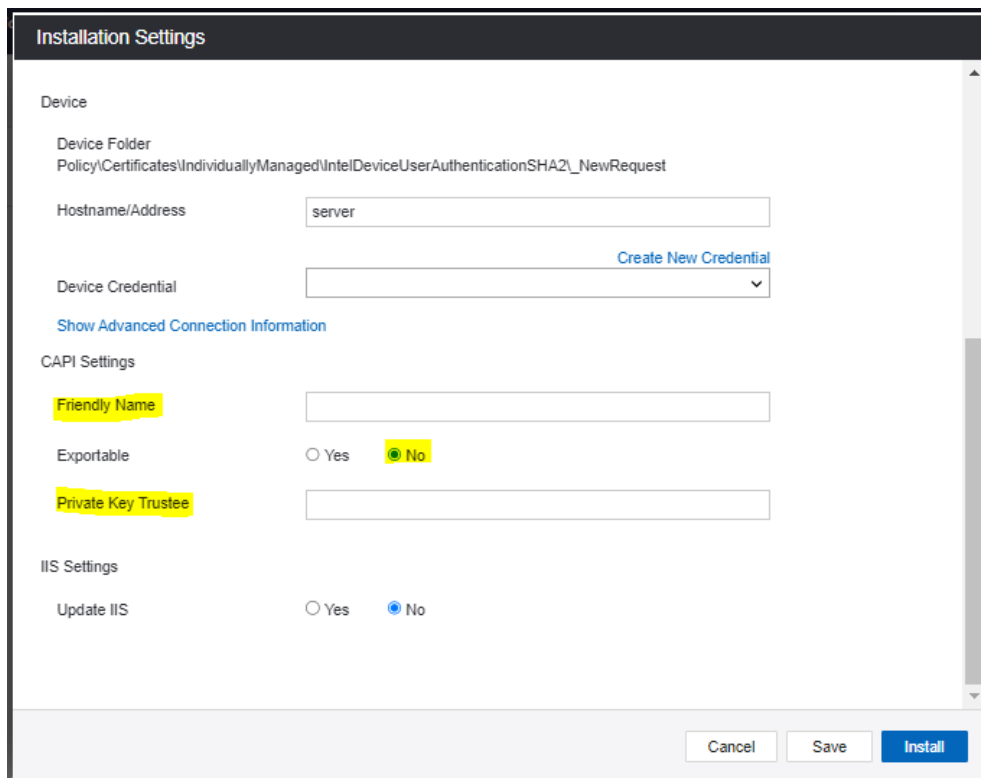 Installation Settings
Device
Device Folder
Policy\Certificates\IndividuallyManaged\IntelDeviceUserAuthenticationSHA2\_NewRequest
Hostname/Address server
Create New Credential
Device Credential
Show Advanced Connection Information
CAPI Settings
Friendly Name
Exportable Yes No
Private Key Trustee
IIS Settings
Update IIS Yes No
Cancel Save Install